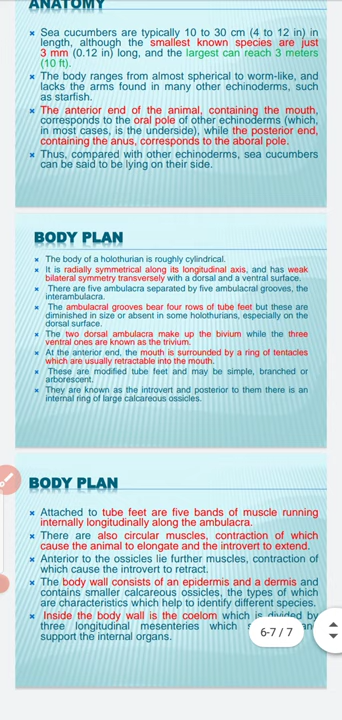 ANATOMY
Sea cucumbers are typically 10 to 30 cm (4 to 12 in) in
length, although the smallest known species are just
3 mm (0.12 in) long, and the largest can reach 3 meters
(10 ft).
The body ranges from almost spherical to worm-like, and
lacks the arms found in many other echinoderms, such
as starfish.
The anterior end of the animal, containing the mouth,
corresponds to the oral pole of other echinoderms (which,
in most cases, is the underside), while the posterior end,
containing the anus, corresponds to the aboral pole.
Thus, compared with other echinoderms, sea cucumbers
can be said to be lying on their side.
BODY PLAN
The body of a holothurian is roughly cylindrical.
It is radially symmetrical along its longitudinal axis, and has weak
bilateral symmetry transversely with a dorsal and a ventral surface.
There are five ambulacra separated by five ambulacral grooves, the
interambulacra.
The ambulacral grooves bear four rows of tube feet but these are
diminished in size or absent in some holothurians, especially on the
dorsal surface.
The two dorsal ambulacra make up the bivium while the three
ventral ones are known as the trivium.
At the anterior end, the mouth is surrounded by a ring of tentacles
which are usually retractable into the mouth.
These are modified tube feet and may be simple, branched or
arborescent.
They are known as the introvert and posterior to them there is an
internal ring of large calcareous ossicles.
BODY PLAN
Attached to tube feet are five bands of muscle running
internally longitudinally along the ambulacra.
There are also circular muscles, contraction of which
cause the animal to elongate and the introvert to extend.
Anterior to the ossicles lie further muscles, contraction of
which cause the introvert to retract.
The body wall consists of an epidermis and a dermis and
contains smaller calcareous ossicles, the types of which
are characteristics which help to identify different species.
Inside the body wall is the coelom which is divided by
three longitudinal mesenteries which
support the internal organs.
6-7 / 7